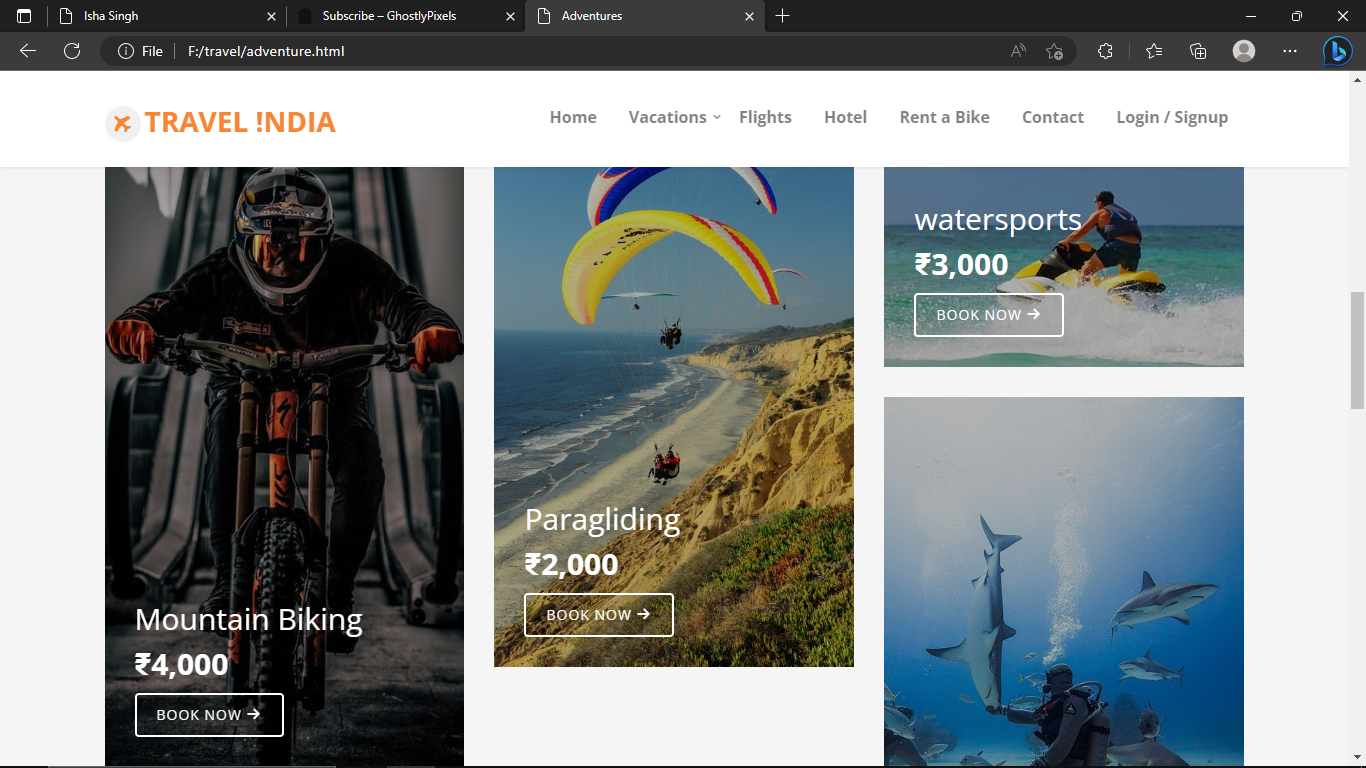 Isha Singh
Subscribe – GhostlyPixels
Adventures
File
F:/travel/adventure.html
TRAVEL !NDIA
Home
Vacations
Flights
Hotel
Rent a Bike
Contact
Login / Signup
Mountain Biking
₹4,000
BOOK NOW →
Paragliding
₹2,000
BOOK NOW →
watersports
₹3,000
BOOK NOW →